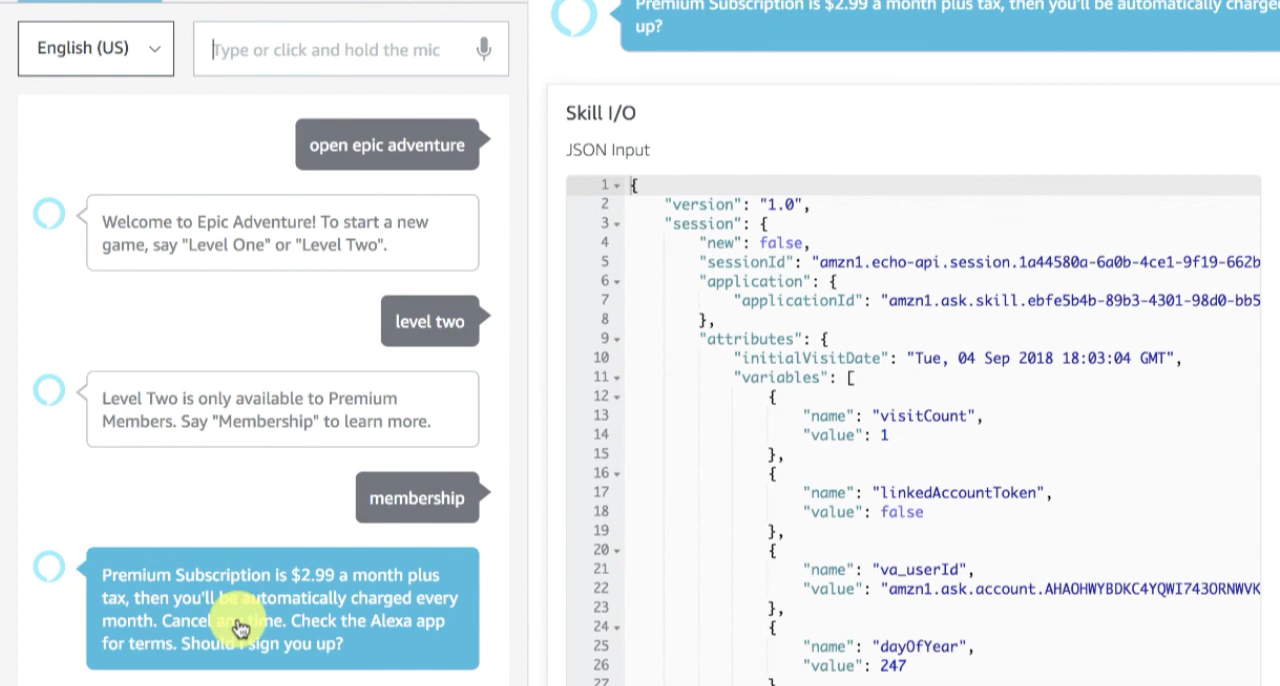 English (US)
Type or click and hold the mic
open epic adventure
Welcome to Epic Adventure! To start a new
game, say "Level One" or "Level Two".
level two
Level Two is only available to Premium
Members. Say "Membership" to learn more.
membership
Premium Subscription is $2.99 a month plus
tax, then you'll be automatically charged every
month. Cancel any time. Check the Alexa app
for terms. Should I sign you up?
Premium Subscription is $2.99 a month plus tax, then you'll be automatically charge
up?
Skill I/O
JSON Input
1 {
2 "version": "1.0",
3 "session": {
4 "new": false,
5 "sessionId": "amzn1.echo-api.session.1a44580a-6a0b-4ce1-9f19-662b
6 "application": {
7 "applicationId": "amzn1.ask.skill.ebfe5b4b-89b3-4301-98d0-bb5
8 },
9 "attributes": {
10 "initialVisitDate": "Tue, 04 Sep 2018 18:03:04 GMT",
11 "variables": [
12 {
13 "name": "visitCount",
14 "value": 1
15 },
16 {
17 "name": "linkedAccountToken",
18 "value": false
19 },
20 {
21 "name": "va_userId",
22 "value": "amzn1.ask.account.AHAOHWYBDKC4YQWI743ORNWVK
23 },
24 {
25 "name": "dayOfYear",
26 "value": 247
27 }